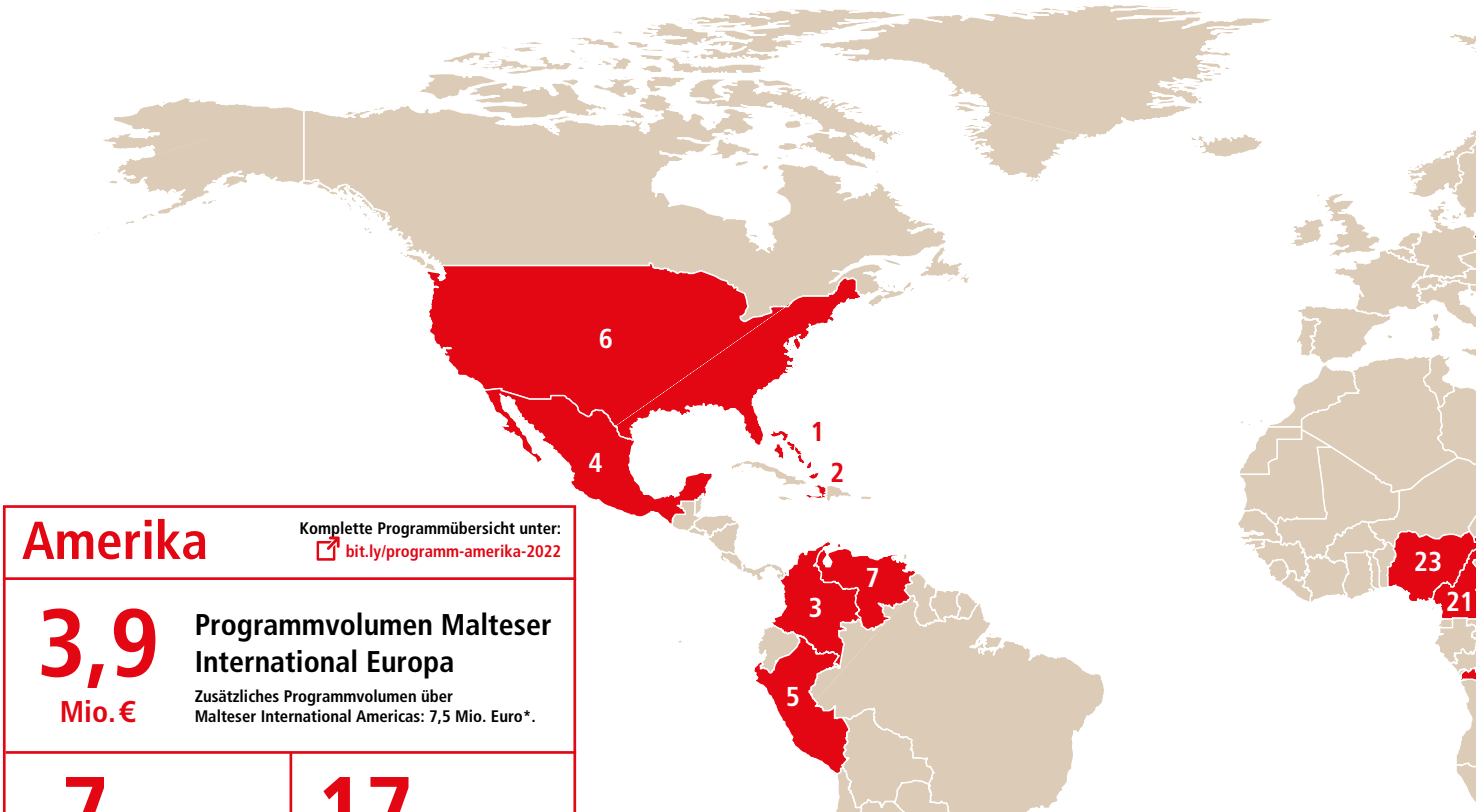 6
1
4
2
Amerika
Komplette Programmübersicht unter:
bit.ly/programm-amerika-2022
23
7
3
21
3,9
Mio. €
Programmvolumen Malteser
International Europa
Zusätzliches Programmvolumen über
Malteser International Americas: 7,5 Mio. Euro*.
5
7
17